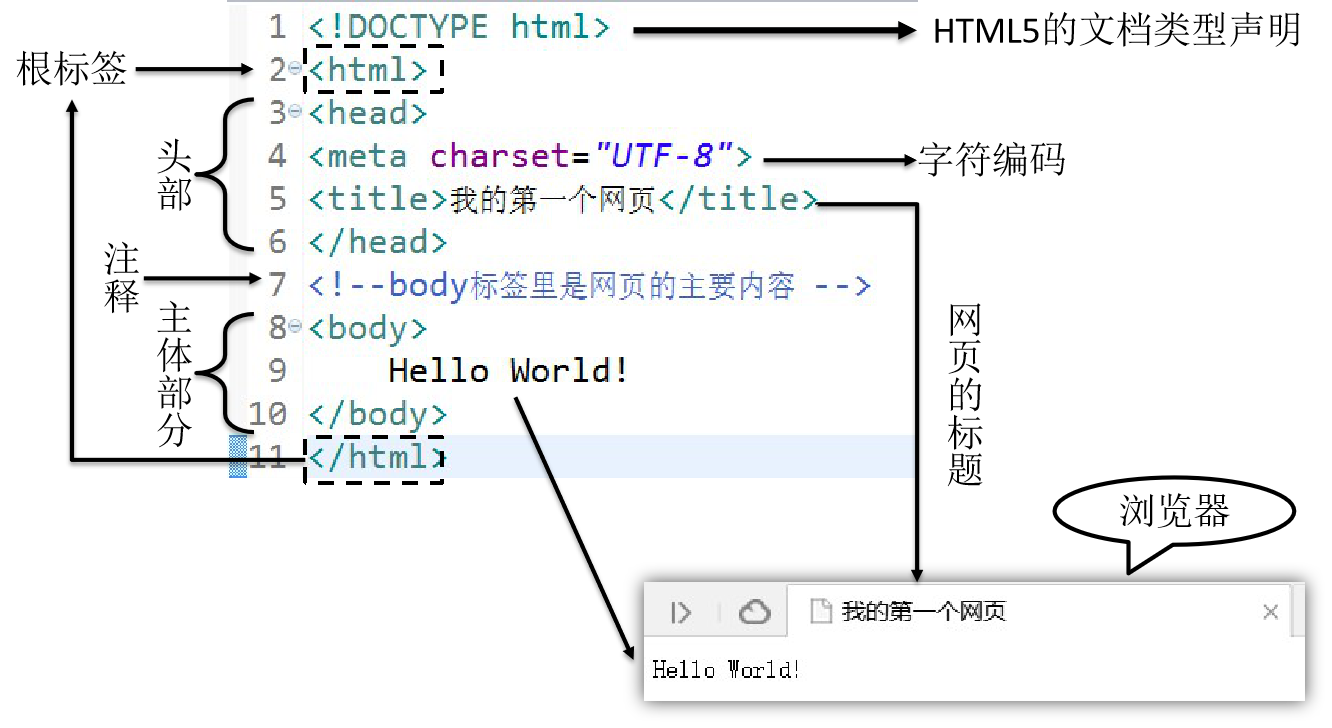 1 <!DOCTYPE html>
HTML5的文档类型声明
根标签
2 <html>
3 <head>
头部
4 <meta charset="UTF-8">
字符编码
5 <title>我的第一个网页</title>
6 </head>
注释
7 <!--body标签里是网页的主要内容 -->
主体部分
8 <body>
9 Hello World!
10 </body>
11 </html>
网页的标题
浏览器
我的第一个网页
Hello World!